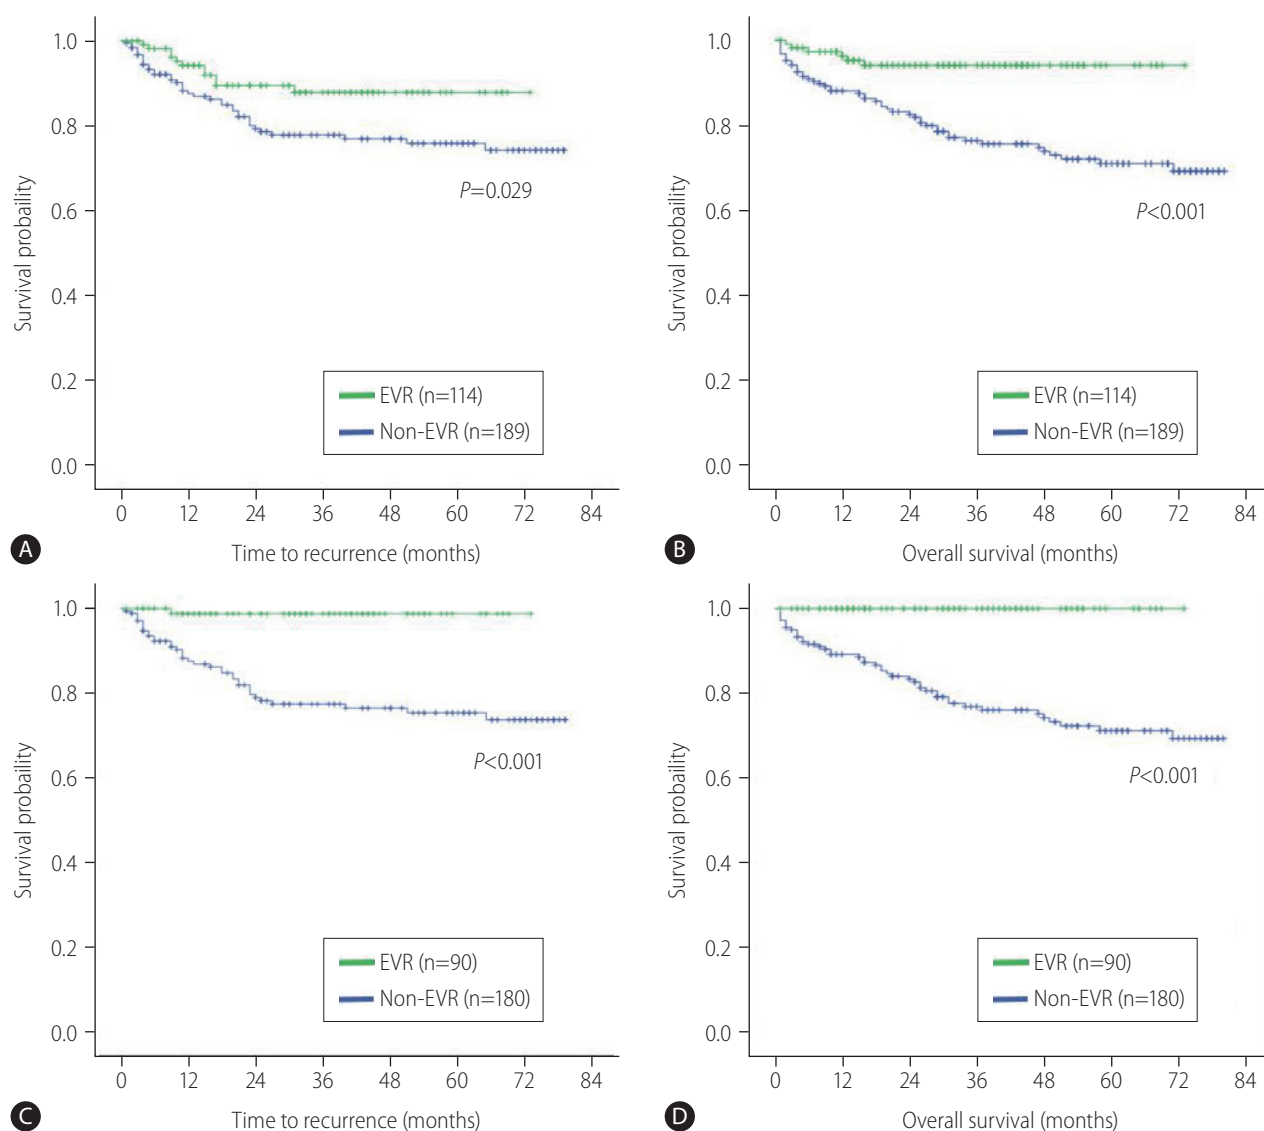 1.0
0.8
0.6
0.4
0.2
0.0
Survival probaility
P=0.029
EVR (n=114)
Non-EVR (n=189)
0 12 24 36 48 60 72 84
Time to recurrence (months)
A
1.0
0.8
0.6
0.4
0.2
0.0
Survival probaility
P<0.001
EVR (n=114)
Non-EVR (n=189)
0 12 24 36 48 60 72 84
Overall survival (months)
B
1.0
0.8
0.6
0.4
0.2
0.0
Survival probaility
P<0.001
EVR (n=90)
Non-EVR (n=180)
0 12 24 36 48 60 72 84
Time to recurrence (months)
C
1.0
0.8
0.6
0.4
0.2
0.0
Survival probaility
P<0.001
EVR (n=90)
Non-EVR (n=180)
0 12 24 36 48 60 72 84
Overall survival (months)
D